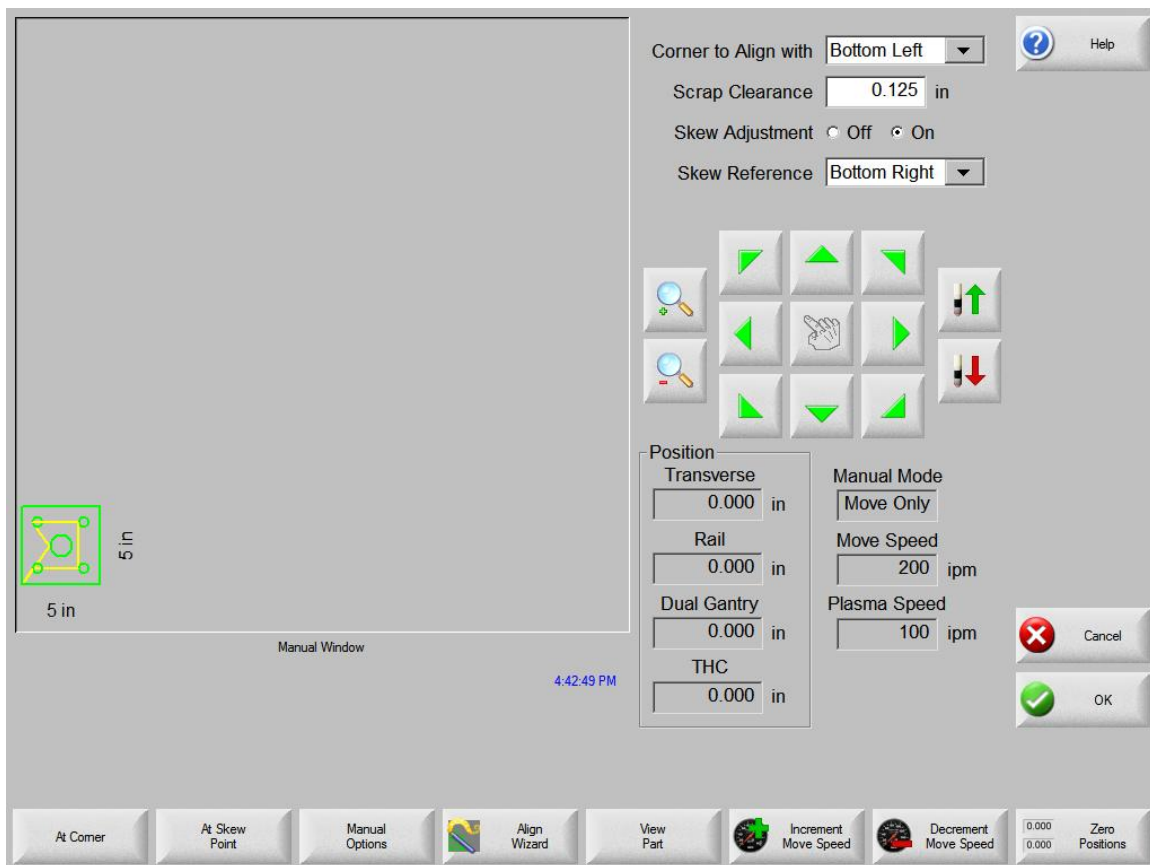 Corner to Align with Bottom Left
Scrap Clearance 0.125 in
Skew Adjustment Off On
Skew Reference Bottom Right
Help
5 in
5 in
Manual Window
4:42:49 PM
Position
Transverse
0.000 in
Rail
0.000 in
Dual Gantry
0.000 in
THC
0.000 in
Manual Mode
Move Only
Move Speed
200 ipm
Plasma Speed
100 ipm
Cancel
OK
At Corner
At Skew
Point
Manual
Options
Align
Wizard
View
Part
Increment
Move Speed
Decrement
Move Speed
0.000
0.000
Zero
Positions